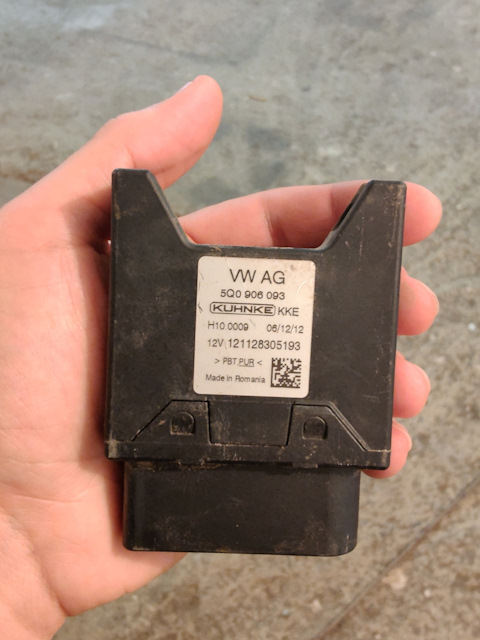 VW AG
5Q0 906 093
KUHNKE KKE
H10 0009 06/12/12
12V 121128305193
> PBT PUR <
Made in Romania